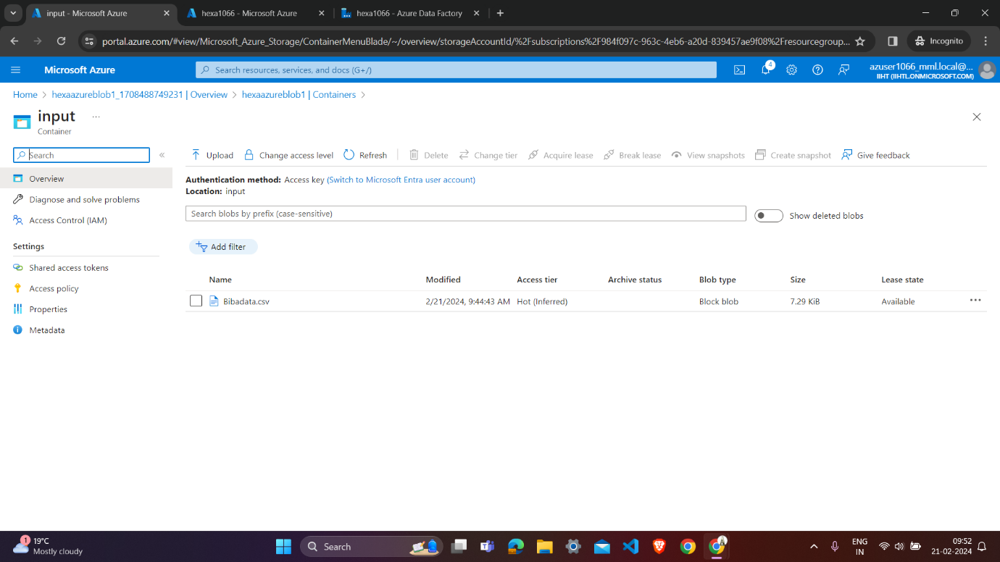 input - Microsoft Azure
hexa1066 - Microsoft Azure
hexa1066 - Azure Data Factory
portal.azure.com/#view/Microsoft_Azure_Storage/ContainerMenuBlade/~/overview/storageAccountId/%2Fsubscriptions%2F984f097c-963c-4eb6-a20d-839457ae9f08%2Fresourcegroup...
Incognito
Microsoft Azure
Search resources, services, and docs (G+/)
4
azuser1066_mml.local@...
IIHT (IIHTLONMICROSOFT.COM)
Home > hexaazureblob1_1708488749231 | Overview > hexaazureblob1 | Containers >
input ...
Container
Search
«
Upload
Change access level
Refresh
Delete
Change tier
Acquire lease
Break lease
View snapshots
Create snapshot
Give feedback
Overview
Diagnose and solve problems
Access Control (IAM)
Settings
Shared access tokens
Access policy
Properties
Metadata
Authentication method: Access key (Switch to Microsoft Entra user account)
Location: input
Search blobs by prefix (case-sensitive)
Show deleted blobs
Add filter
Name Modified Access tier Archive status Blob type Size Lease state
Bibadata.csv 2/21/2024, 9:44:43 AM Hot (Inferred) Block blob 7.29 KiB Available ...
1
19°C
Mostly cloudy
Search
ENG
IN
09:52
21-02-2024